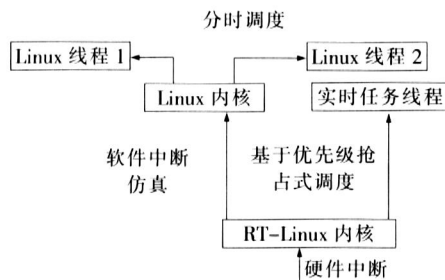 分时调度
Linux 线程 1
Linux 线程 2
Linux 内核
实时任务线程
软件中断
仿真
基于优先级抢
占式调度
RT-Linux 内核
硬件中断